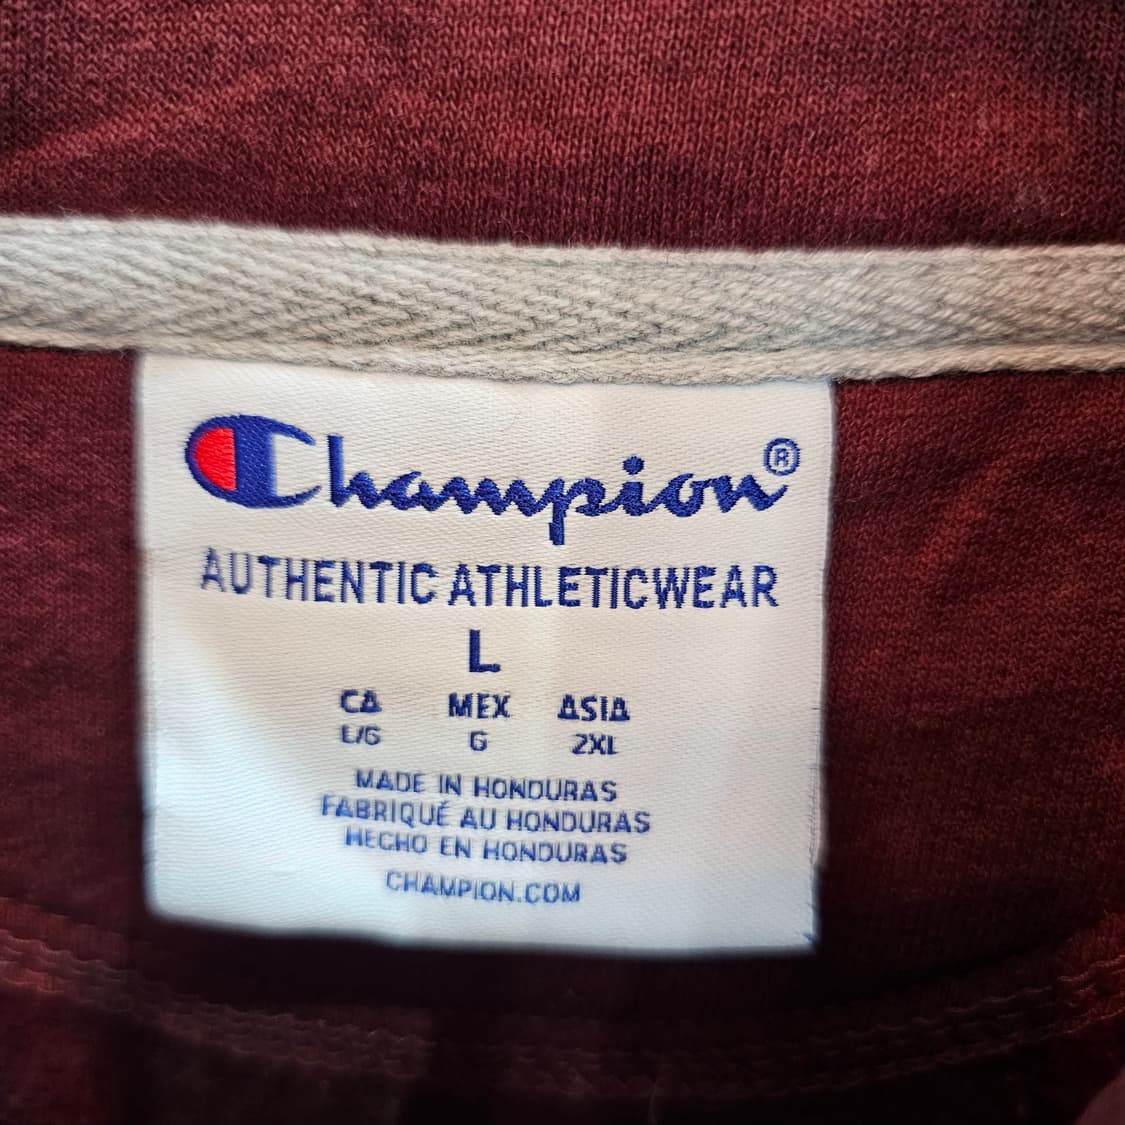 Champion®
AUTHENTIC ATHLETICWEAR
L
CA MEX ASIA
L/G G 2XL
MADE IN HONDURAS
FABRIQUÉ AU HONDURAS
HECHO EN HONDURAS
CHAMPION.COM